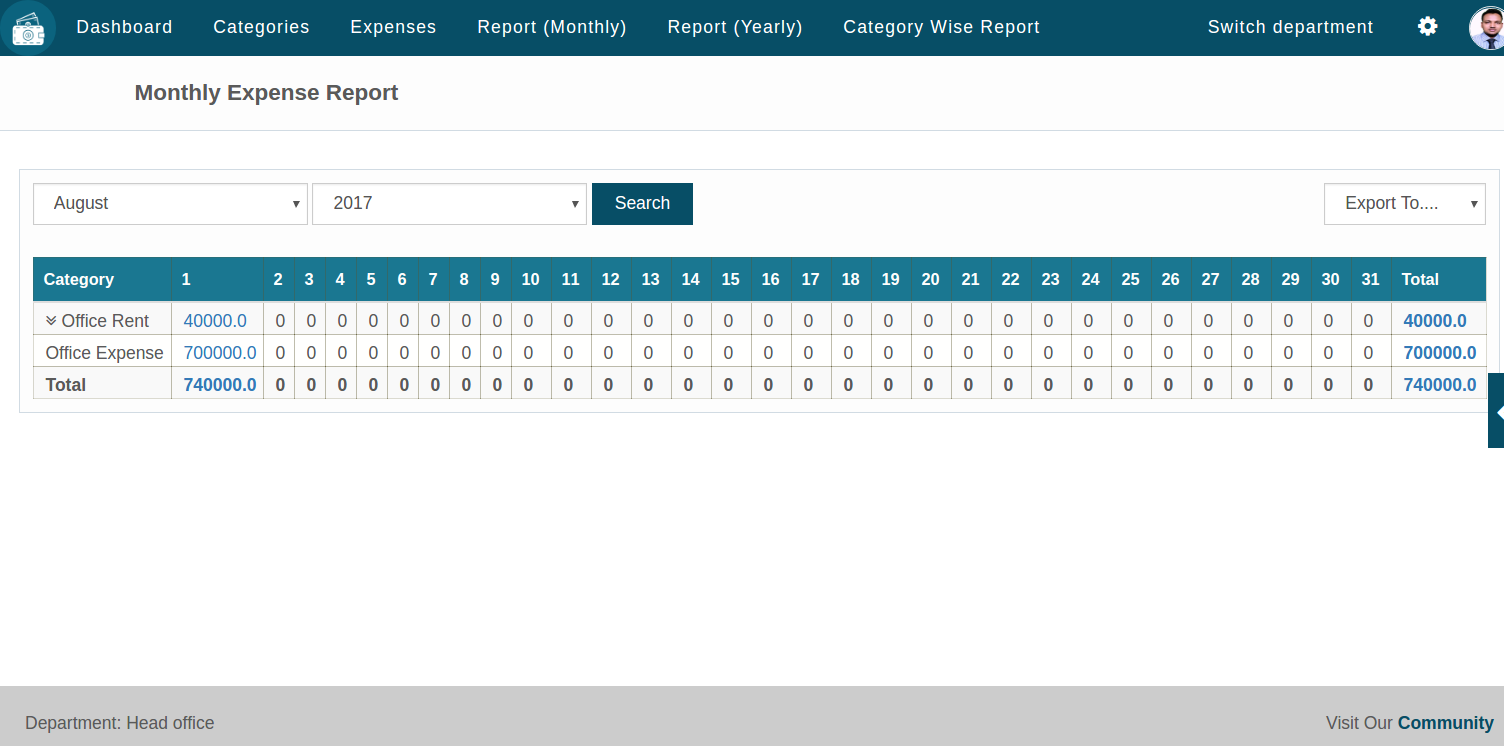 Dashboard Categories Expenses Report (Monthly) Report (Yearly) Category Wise Report Switch department
Monthly Expense Report
August 2017 Search Export To....
Category 1 2 3 4 5 6 7 8 9 10 11 12 13 14 15 16 17 18 19 20 21 22 23 24 25 26 27 28 29 30 31 Total
Office Rent 40000.0 0 0 0 0 0 0 0 0 0 0 0 0 0 0 0 0 0 0 0 0 0 0 0 0 0 0 0 0 0 0 40000.0
Office Expense 700000.0 0 0 0 0 0 0 0 0 0 0 0 0 0 0 0 0 0 0 0 0 0 0 0 0 0 0 0 0 0 0 700000.0
Total 740000.0 0 0 0 0 0 0 0 0 0 0 0 0 0 0 0 0 0 0 0 0 0 0 0 0 0 0 0 0 0 0 740000.0
Department: Head office Visit Our Community